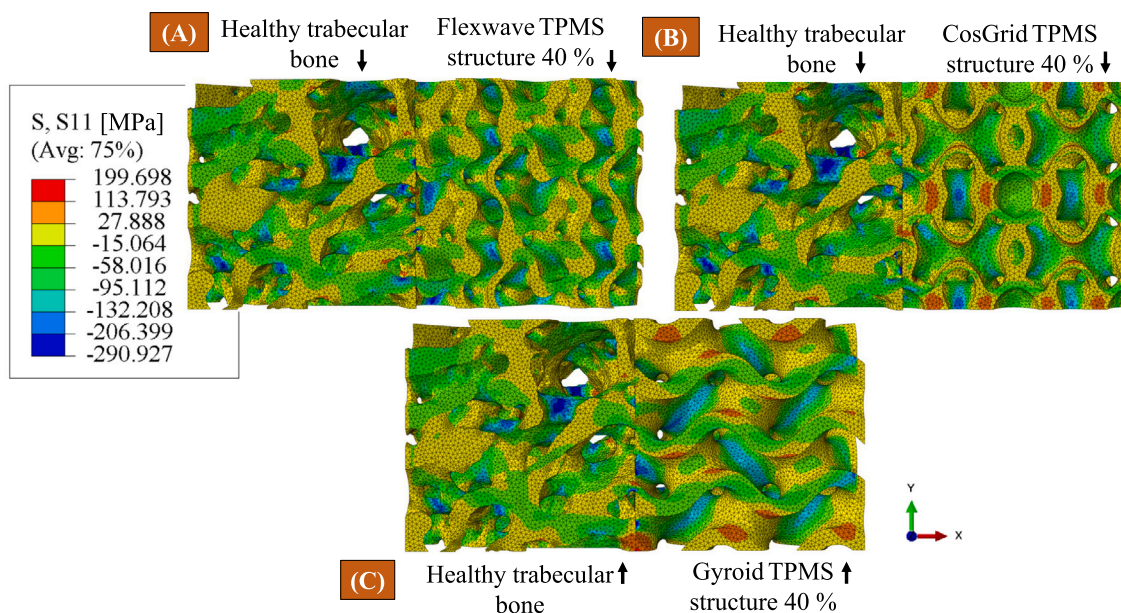 (A)
Healthy trabecular
bone
Flexwave TPMS
structure 40 %
(B)
Healthy trabecular
bone
CosGrid TPMS
structure 40 %
S, S11 [MPa]
(Avg: 75%)
199.698
113.793
27.888
-15.064
-58.016
-95.112
-132.208
-206.399
-290.927
Y
X
(C)
Healthy trabecular
bone
Gyroid TPMS
structure 40 %